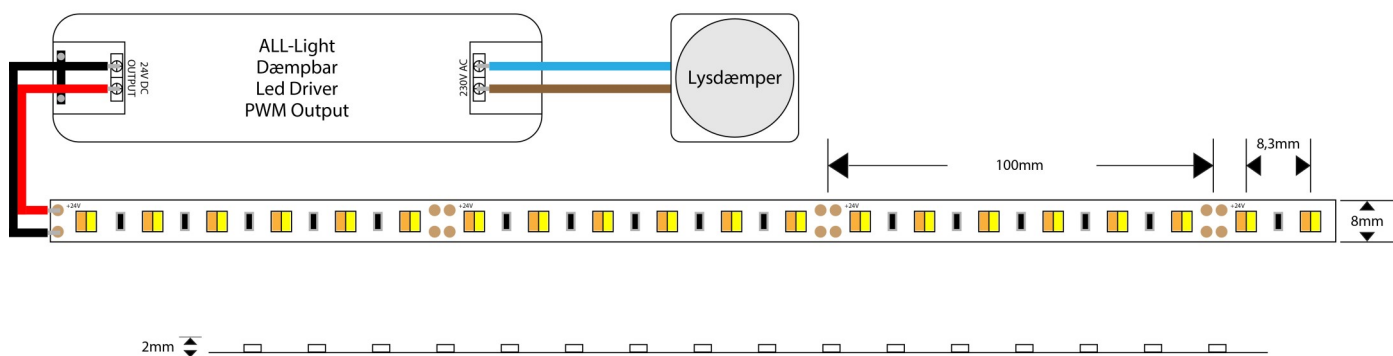 ALL-Light
Dæmpbar
Led Driver
PWM Output
24V DC
OUTPUT
230V AC
Lysdæmper
100mm
8,3mm
+24V
+24V
+24V
+24V
8mm
2mm